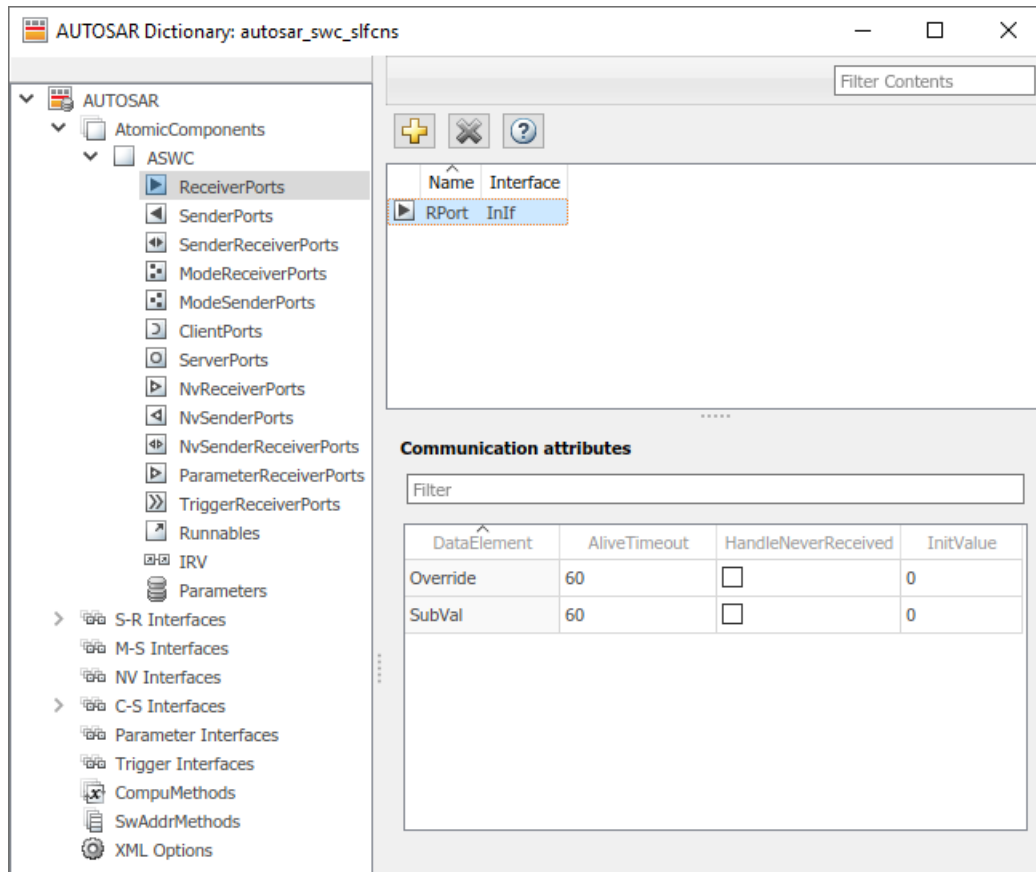 AUTOSAR Dictionary: autosar_swc_slfcns
AUTOSAR
AtomicComponents
ASWC
ReceiverPorts
SenderPorts
SenderReceiverPorts
ModeReceiverPorts
ModeSenderPorts
ClientPorts
ServerPorts
NvReceiverPorts
NvSenderPorts
NvSenderReceiverPorts
ParameterReceiverPorts
TriggerReceiverPorts
Runnables
IRV
Parameters
S-R Interfaces
M-S Interfaces
NV Interfaces
C-S Interfaces
Parameter Interfaces
Trigger Interfaces
CompuMethods
SwAddrMethods
XML Options
Filter Contents
Name Interface
RPort InIf
Communication attributes
Filter
DataElement AliveTimeout HandleNeverReceived InitValue
Override 60 0
SubVal 60 0